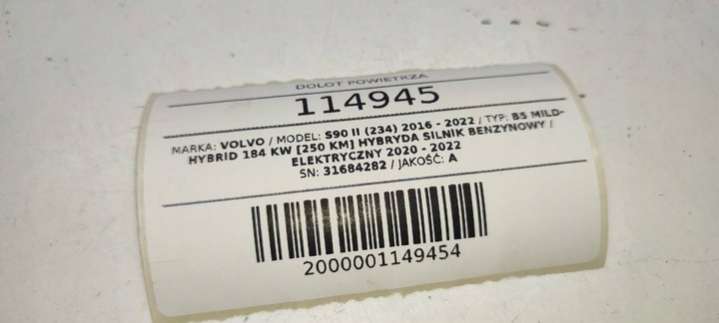 DOLOT POWIETRZA
114945
MARKA: VOLVO / MODEL: S90 II (234) 2016 - 2022 / TYP: B5 MILD-
HYBRID 184 KW [250 KM] HYBRYDA SILNIK BENZYNOWY /
ELEKTRYCZNY 2020 - 2022
SN: 31684282 / JAKOŚĆ: A
2000001149454